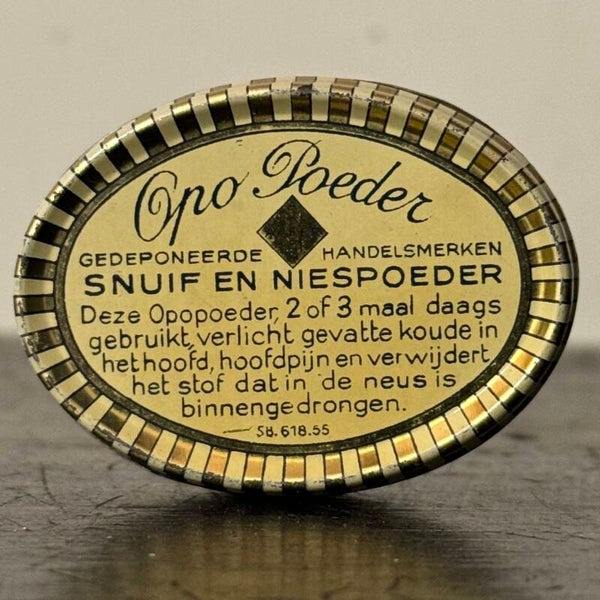 Opo Poeder
GEDEPONEERDE HANDELSMERKEN
SNUIF EN NIESPOEDER
Deze Opopoeder, 2 of 3 maal daags
gebruikt, verlicht gevatte koude in
het hoofd, hoofdpijn en verwijdert
het stof dat in de neus is
binnengedrongen.
SB.618.55